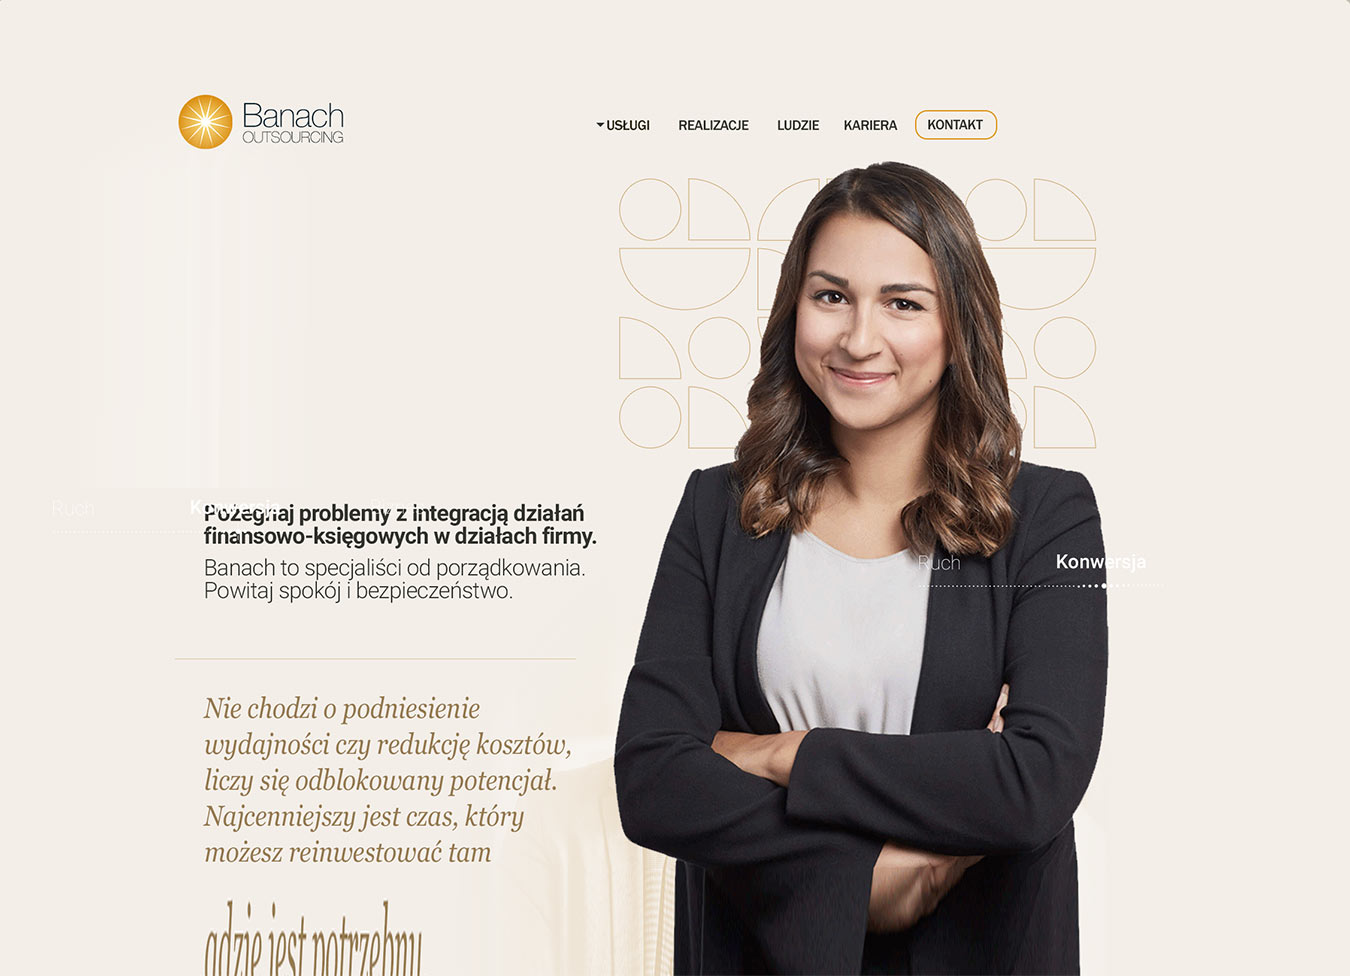 Banach
OUTSOURCING
USŁUGI
REALIZACJE
LUDZIE
KARIERA
KONTAKT
Ruch
Konwersja
Pożegnaj problemy z integracją działań
finansowo-księgowych w działach firmy.
Banach to specjaliści od porządkowania.
Powitaj spokój i bezpieczeństwo.
Ruch
Konwersja
Nie chodzi o podniesienie
wydajności czy redukcję kosztów,
liczy się odblokowany potencjał.
Najcenniejszy jest czas, który
możesz reinwestować tam
gdzie jest potrzebny